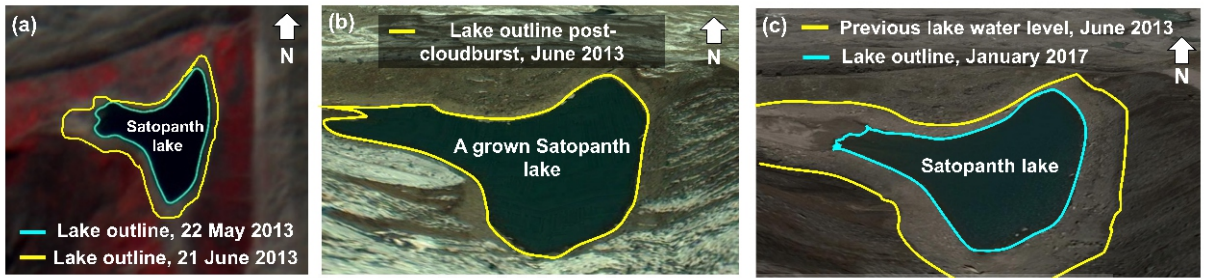 (a)
N
Satopanth
lake
Lake outline, 22 May 2013
Lake outline, 21 June 2013
(b)
Lake outline post-
cloudburst, June 2013
N
A grown Satopanth
lake
(c)
Previous lake water level, June 2013
Lake outline, January 2017
N
Satopanth lake